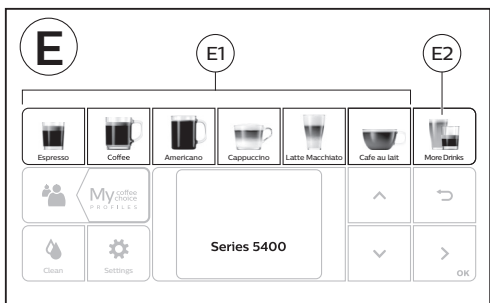 E
E1
E2
Espresso
Coffee
Americano
Cappuccino
Latte Macchiato
Cafe au lait
More Drinks
My coffee choice
PROFILES
Series 5400
Clean
Settings
OK